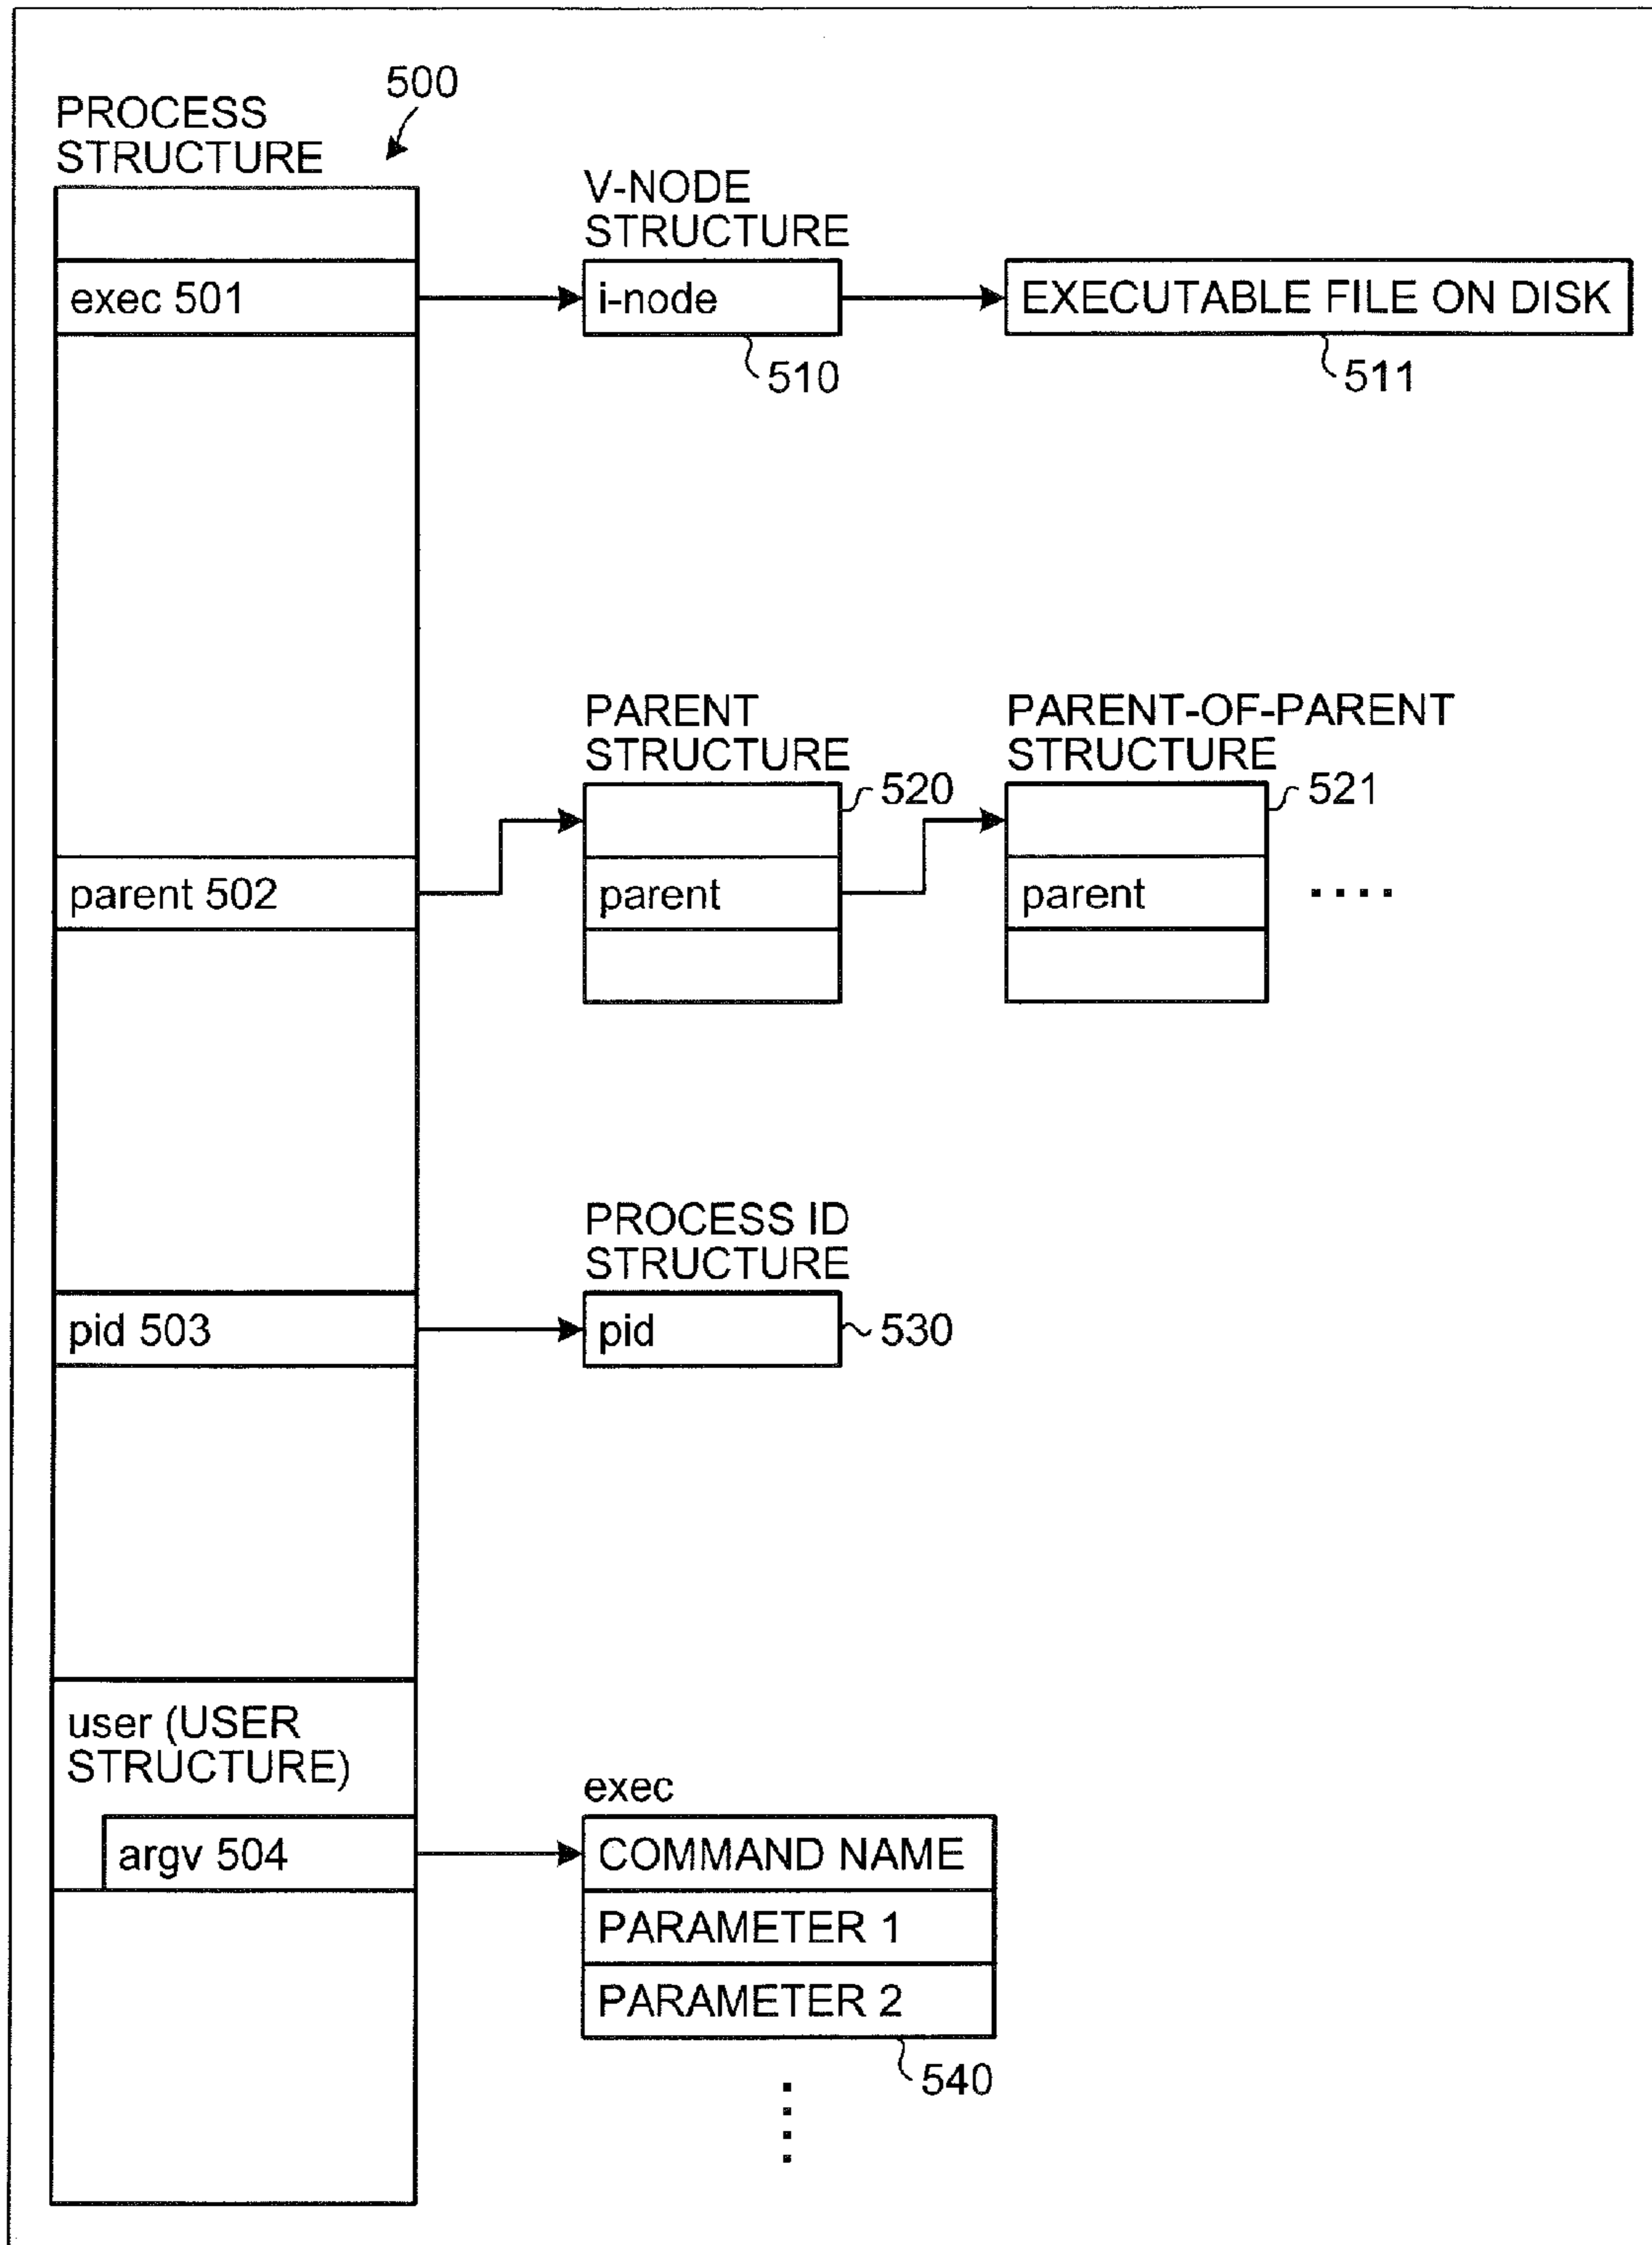 500
PROCESS
STRUCTURE
V-NODE
STRUCTURE
exec 501
i-node
EXECUTABLE FILE ON DISK
510
511
PARENT
STRUCTURE
PARENT-OF-PARENT
STRUCTURE
520
521
parent 502
parent
parent
....
PROCESS ID
STRUCTURE
pid 503
pid
530
user (USER
STRUCTURE)
exec
argv 504
COMMAND NAME
PARAMETER 1
PARAMETER 2
540